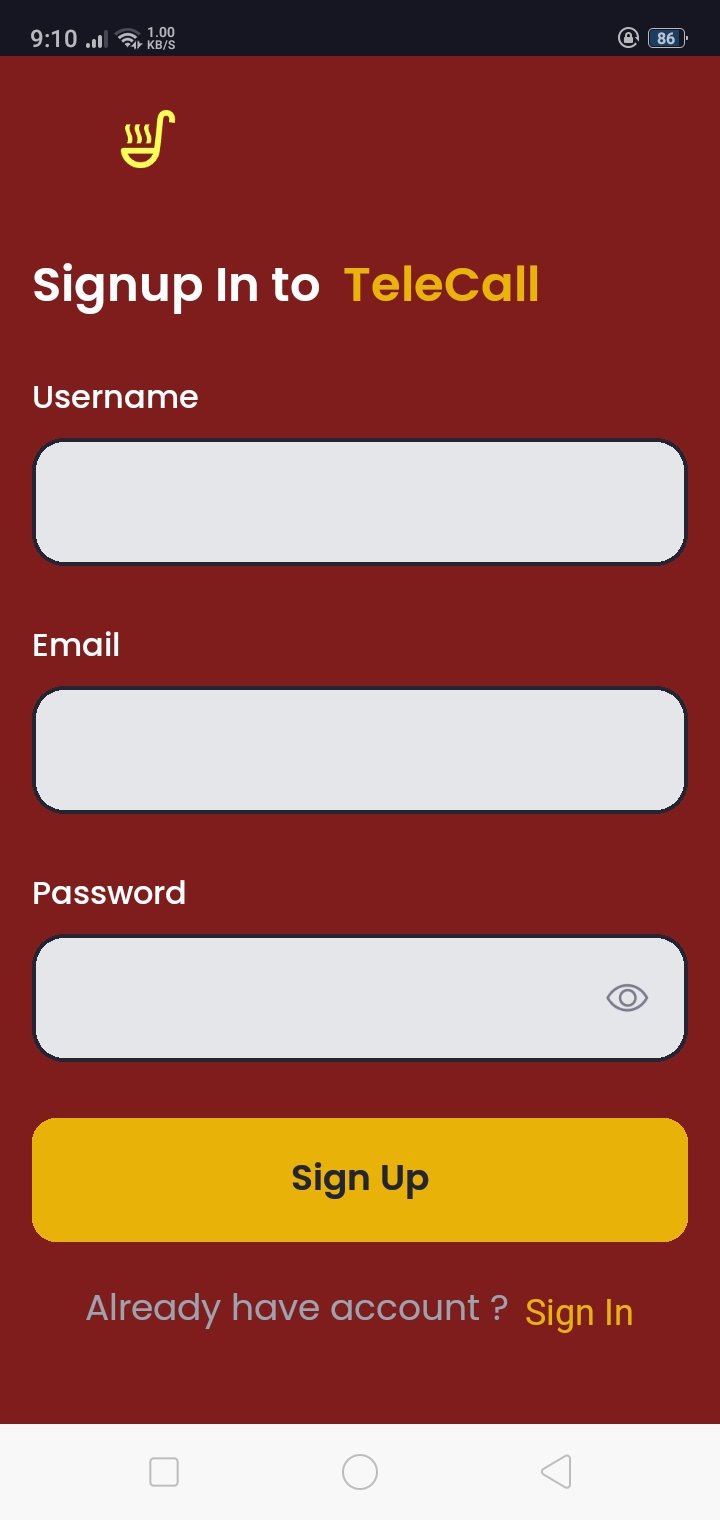 9:10 1.00 KB/S 86
Signup In to TeleCall
Username
Email
Password
Sign Up
Already have account ? Sign In